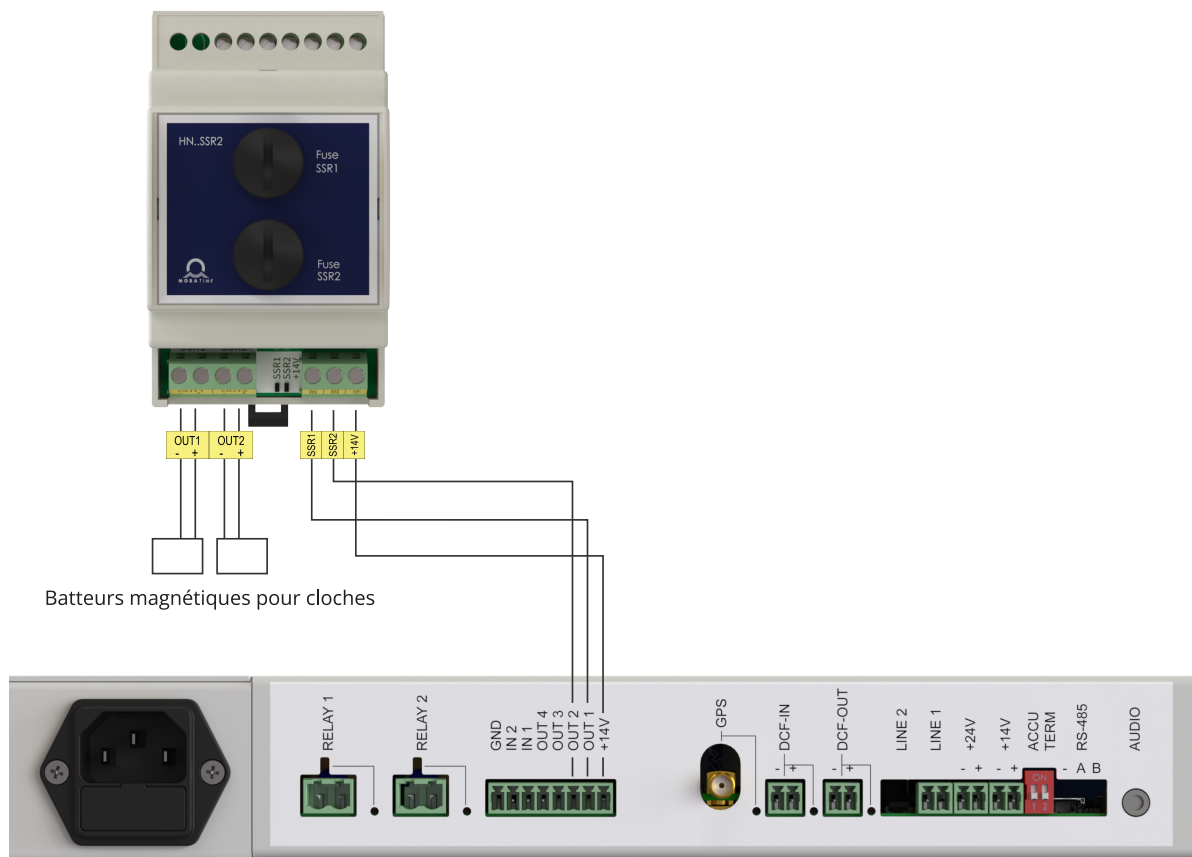 HN..SSR2
Fuse
SSR1
Fuse
SSR2
MOBATIME
SSR1
SSR2
+14V
OUT1
- +
OUT2
- +
SSR1
SSR2
+14V
Batteurs magnétiques pour cloches
RELAY 1
RELAY 2
GND
IN 2
IN 1
OUT 4
OUT 3
OUT 2
OUT 1
+14V
GPS
DCF-IN
- +
DCF-OUT
- +
LINE 2
LINE 1
+24V
- +
+14V
- +
ACCU
TERM
ON
1 2
RS-485
- A B
AUDIO